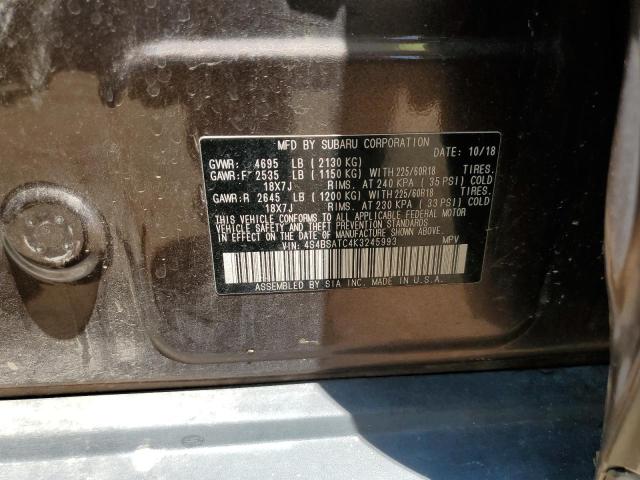 MFD BY SUBARU CORPORATION
DATE: 10/18
GVWR: 4695 LB ( 2130 KG)
GAWR:F 2535 LB ( 1150 KG) WITH 225/60R18 TIRES.
18X7J RIMS. AT 240 KPA ( 35 PSI) COLD
GAWR:R 2645 LB ( 1200 KG) WITH 225/60R18 TIRES.
18X7J RIMS. AT 230 KPA ( 33 PSI) COLD
THIS VEHICLE CONFORMS TO ALL APPLICABLE FEDERAL MOTOR
VEHICLE SAFETY AND THEFT PREVENTION STANDARDS
IN EFFECT ON THE DATE OF MANUFACTURE SHOWN ABOVE.
VIN: 4S4BSATC4K3245993 MPV
ASSEMBLED BY SIA INC. MADE IN U.S.A.